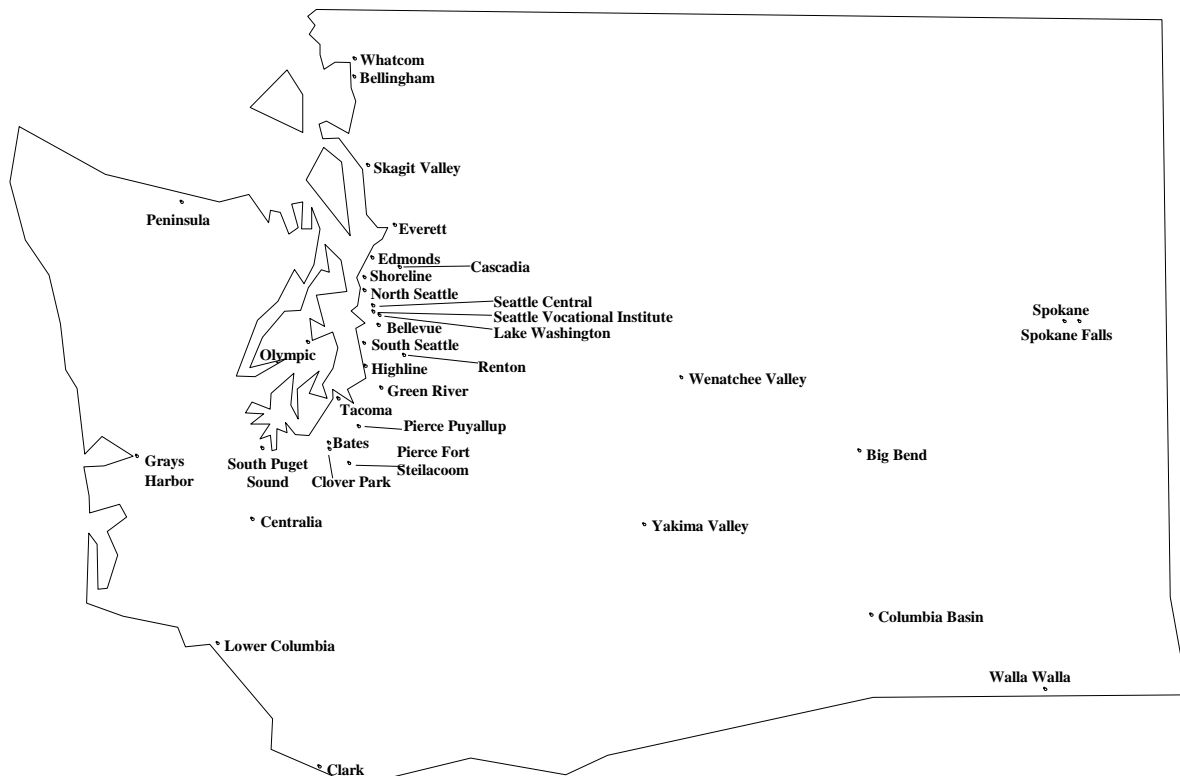 Whatcom
Bellingham
Skagit Valley
Peninsula
Everett
Edmonds
Cascadia
Shoreline
North Seattle
Seattle Central
Seattle Vocational Institute
Lake Washington
Bellevue
Spokane
Spokane Falls
South Seattle
Olympic
Renton
Highline
Wenatchee Valley
Green River
Tacoma
Pierce Puyallup
Bates
Pierce Fort
Steilacoom
Grays
Harbor
South Puget
Sound
Clover Park
Big Bend
Centralia
Yakima Valley
Columbia Basin
Lower Columbia
Walla Walla
Clark